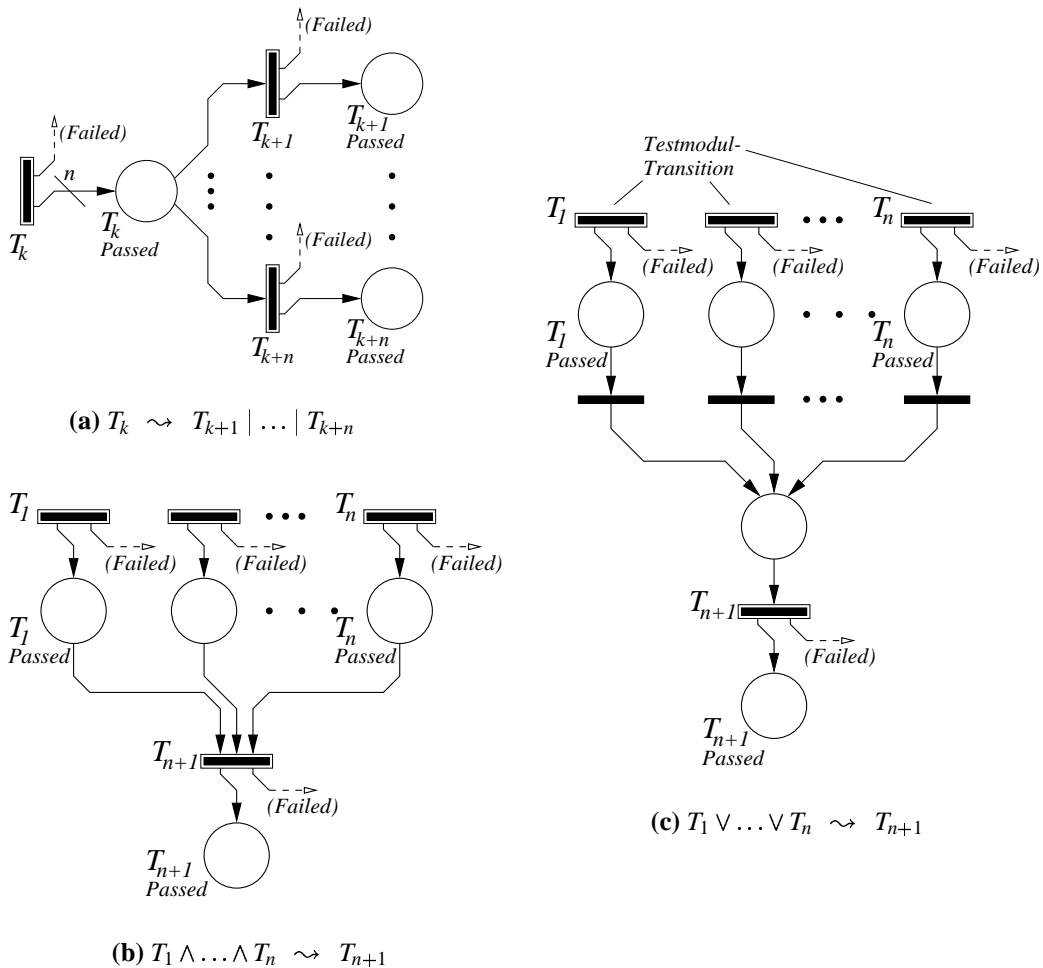 (Failed)
T_{k+1}
T_{k+1}
Passed
(Failed)
n
T_k
T_k
Passed
(Failed)
T_{k+n}
T_{k+n}
Passed
(a) T_k ⇝ T_{k+1} | … | T_{k+n}
T_1
T_n
(Failed)
(Failed)
(Failed)
T_1
Passed
T_n
Passed
T_{n+1}
(Failed)
T_{n+1}
Passed
(b) T_1 ∧ … ∧ T_n ⇝ T_{n+1}
Testmodul-
Transition
T_1
T_n
(Failed)
(Failed)
(Failed)
T_1
Passed
T_n
Passed
T_{n+1}
(Failed)
T_{n+1}
Passed
(c) T_1 ∨ … ∨ T_n ⇝ T_{n+1}